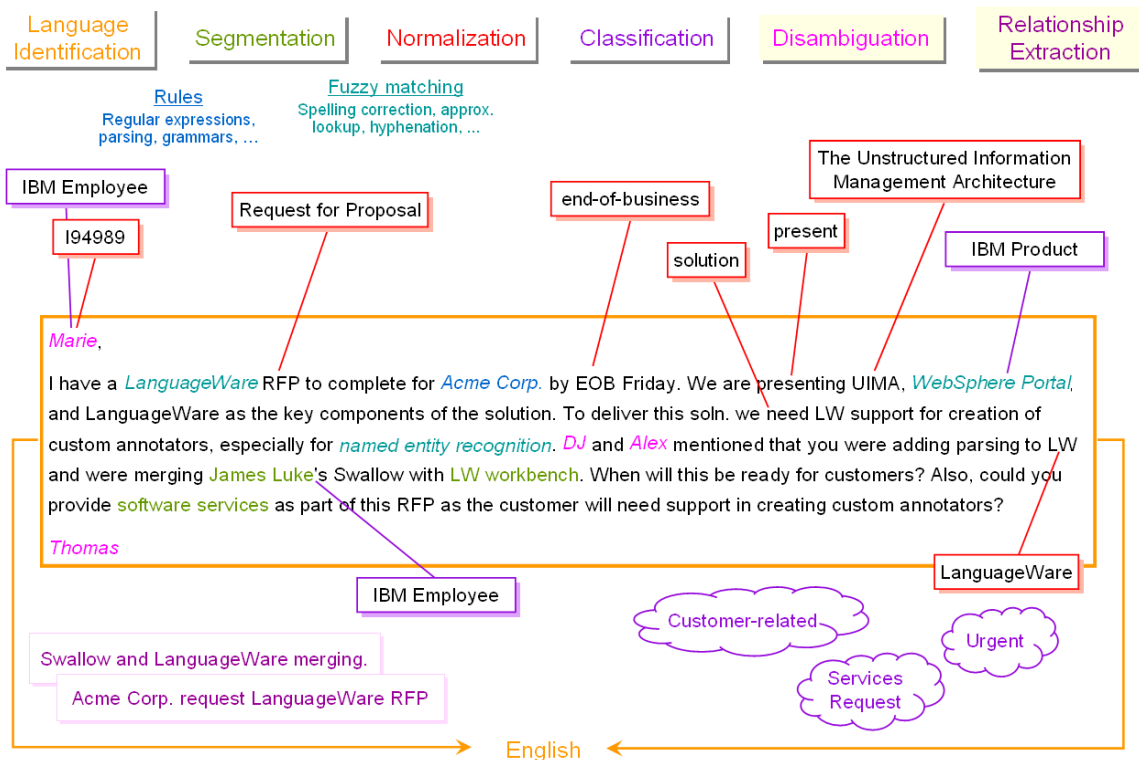 Language
Identification
Segmentation
Normalization
Classification
Disambiguation
Relationship
Extraction
Rules
Regular expressions,
parsing, grammars, …
Fuzzy matching
Spelling correction, approx.
lookup, hyphenation, ...
IBM Employee
I94989
Request for Proposal
end-of-business
solution
present
The Unstructured Information
Management Architecture
IBM Product
Marie,
I have a LanguageWare RFP to complete for Acme Corp. by EOB Friday. We are presenting UIMA, WebSphere Portal,
and LanguageWare as the key components of the solution. To deliver this soln. we need LW support for creation of
custom annotators, especially for named entity recognition. DJ and Alex mentioned that you were adding parsing to LW
and were merging James Luke's Swallow with LW workbench. When will this be ready for customers? Also, could you
provide software services as part of this RFP as the customer will need support in creating custom annotators?
Thomas
IBM Employee
LanguageWare
Customer-related
Urgent
Services
Request
Swallow and LanguageWare merging.
Acme Corp. request LanguageWare RFP
English